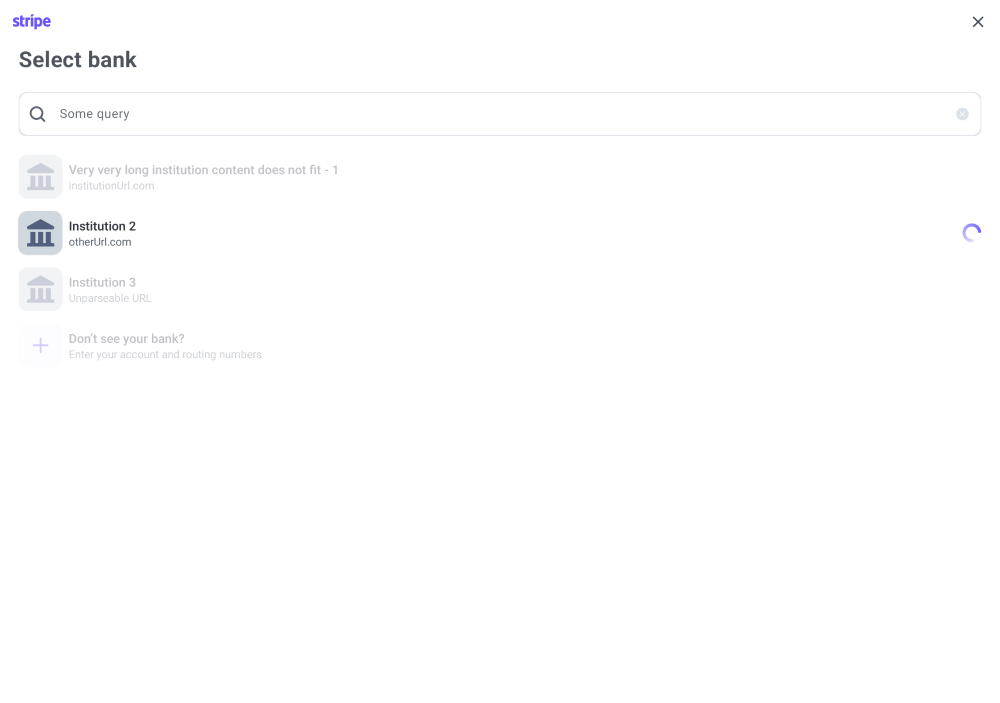 stripe
Select bank
Some query
Very very long institution content does not fit - 1
institutionUrl.com
Institution 2
otherUrl.com
Institution 3
Unparseable URL
Don't see your bank?
Enter your account and routing numbers